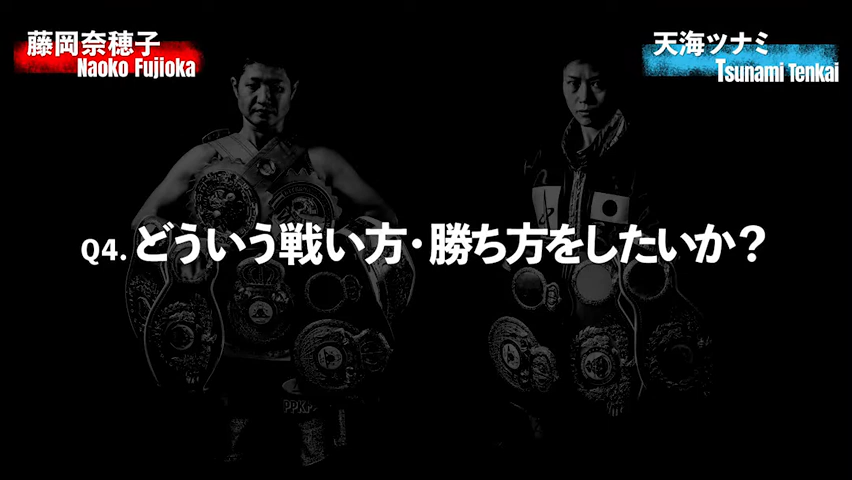 藤岡奈穂子
Naoko Fujioka
天海ツナミ
Tsunami Tenkai
Q4. どういう戦い方・勝ち方をしたいか？